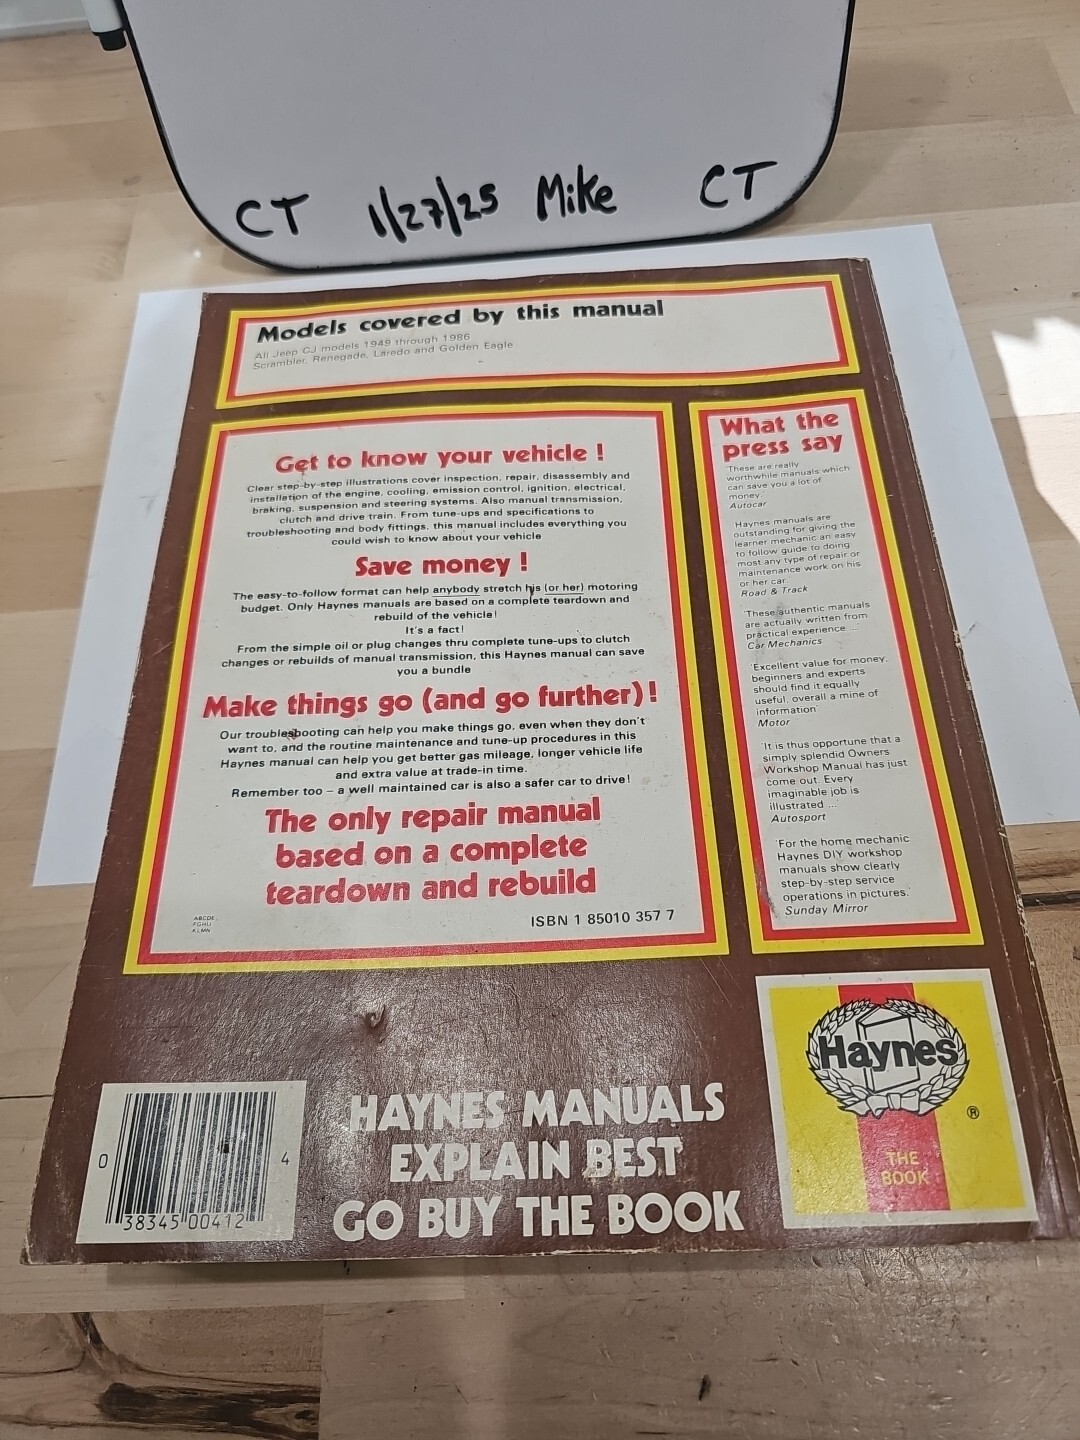 CT 1/27/25 Mike CT
Models covered by this manual
All Jeep CJ models 1949 through 1986
Scrambler, Renegade, Laredo and Golden Eagle
Get to know your vehicle !
Clear step-by-step illustrations cover inspection, repair, disassembly and
installation of the engine, cooling, emission control, ignition, electrical,
braking, suspension and steering systems. Also manual transmission,
clutch and drive train. From tune-ups and specifications to
troubleshooting and body fittings, this manual includes everything you
could wish to know about your vehicle
Save money !
The easy-to-follow format can help anybody stretch his (or her) motoring
budget. Only Haynes manuals are based on a complete teardown and
rebuild of the vehicle!
It's a fact!
From the simple oil or plug changes thru complete tune-ups to clutch
changes or rebuilds of manual transmission, this Haynes manual can save
you a bundle
Make things go (and go further) !
Our troubleshooting can help you make things go, even when they don't
want to, and the routine maintenance and tune-up procedures in this
Haynes manual can help you get better gas mileage, longer vehicle life
and extra value at trade-in time.
Remember too – a well maintained car is also a safer car to drive!
The only repair manual
based on a complete
teardown and rebuild
ABCDE
FGHIJ
KLMN
ISBN 1 85010 357 7
What the
press say
'These are really
worthwhile manuals which
can save you a lot of
money'
Autocar
'Haynes manuals are
outstanding for giving the
learner mechanic an easy
to follow guide to doing
most any type of repair or
maintenance work on his
or her car.'
Road & Track
'These authentic manuals
are actually written from
practical experience ...'
Car Mechanics
'Excellent value for money,
beginners and experts
should find it equally
useful, overall a mine of
information'
Motor
'It is thus opportune that a
simply splendid Owners
Workshop Manual has just
come out. Every
imaginable job is
illustrated ...'
Autosport
'For the home mechanic
Haynes DIY workshop
manuals show clearly
step-by-step service
operations in pictures.'
Sunday Mirror
Haynes
®
THE
BOOK
HAYNES MANUALS
EXPLAIN BEST
GO BUY THE BOOK
0 38345 00412 4